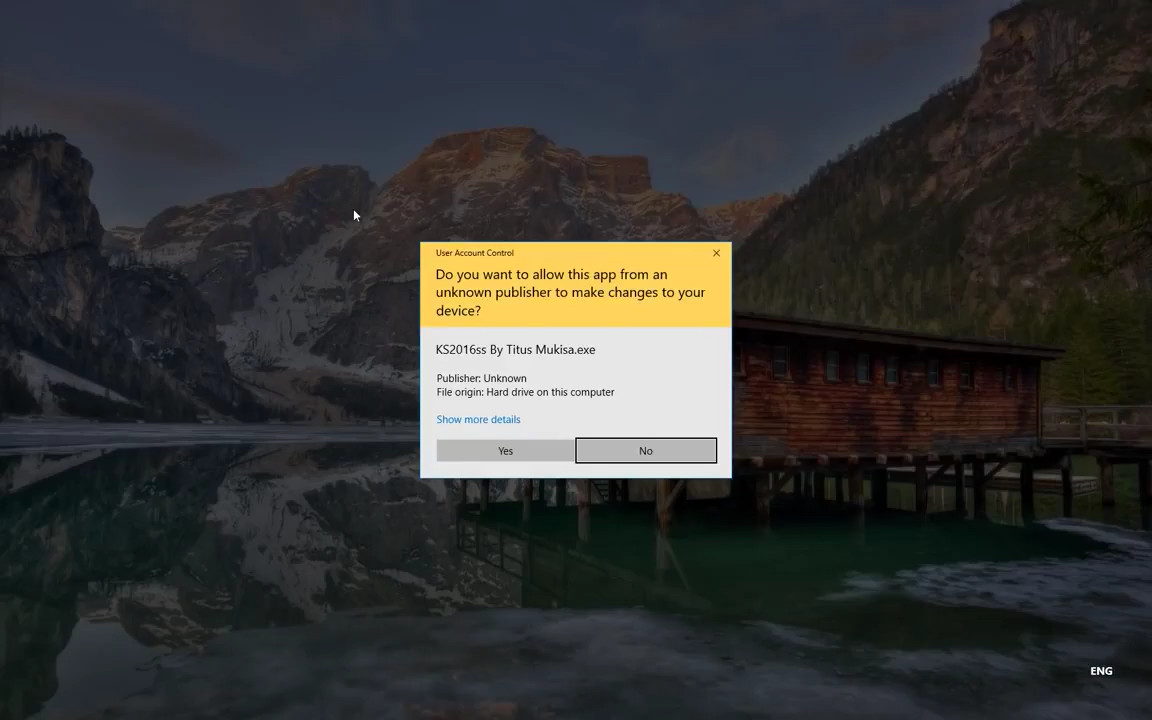 User Account Control
Do you want to allow this app from an
unknown publisher to make changes to your
device?
KS2016ss By Titus Mukisa.exe
Publisher: Unknown
File origin: Hard drive on this computer
Show more details
Yes
No
ENG